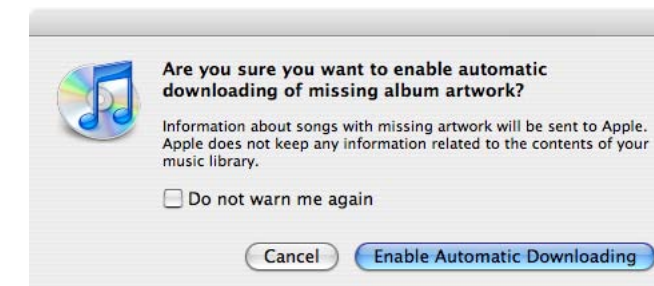 Are you sure you want to enable automatic
downloading of missing album artwork?
Information about songs with missing artwork will be sent to Apple.
Apple does not keep any information related to the contents of your
music library.
Do not warn me again
Cancel
Enable Automatic Downloading